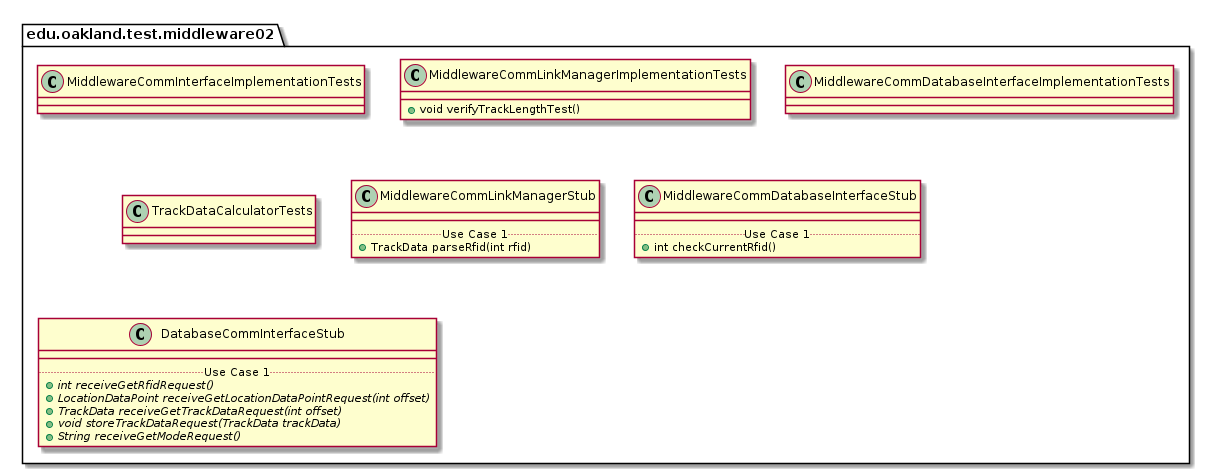 edu.oakland.test.middleware02
C MiddlewareCommInterfaceImplementationTests
C MiddlewareCommLinkManagerImplementationTests
void verifyTrackLengthTest()
C MiddlewareCommDatabaseInterfaceImplementationTests
C TrackDataCalculatorTests
C MiddlewareCommLinkManagerStub
Use Case 1
TrackData parseRfid(int rfid)
C MiddlewareCommDatabaseInterfaceStub
Use Case 1
int checkCurrentRfid()
C DatabaseCommInterfaceStub
Use Case 1
int receiveGetRfidRequest()
LocationDataPoint receiveGetLocationDataPointRequest(int offset)
TrackData receiveGetTrackDataRequest(int offset)
void storeTrackDataRequest(TrackData trackData)
String receiveGetModeRequest()